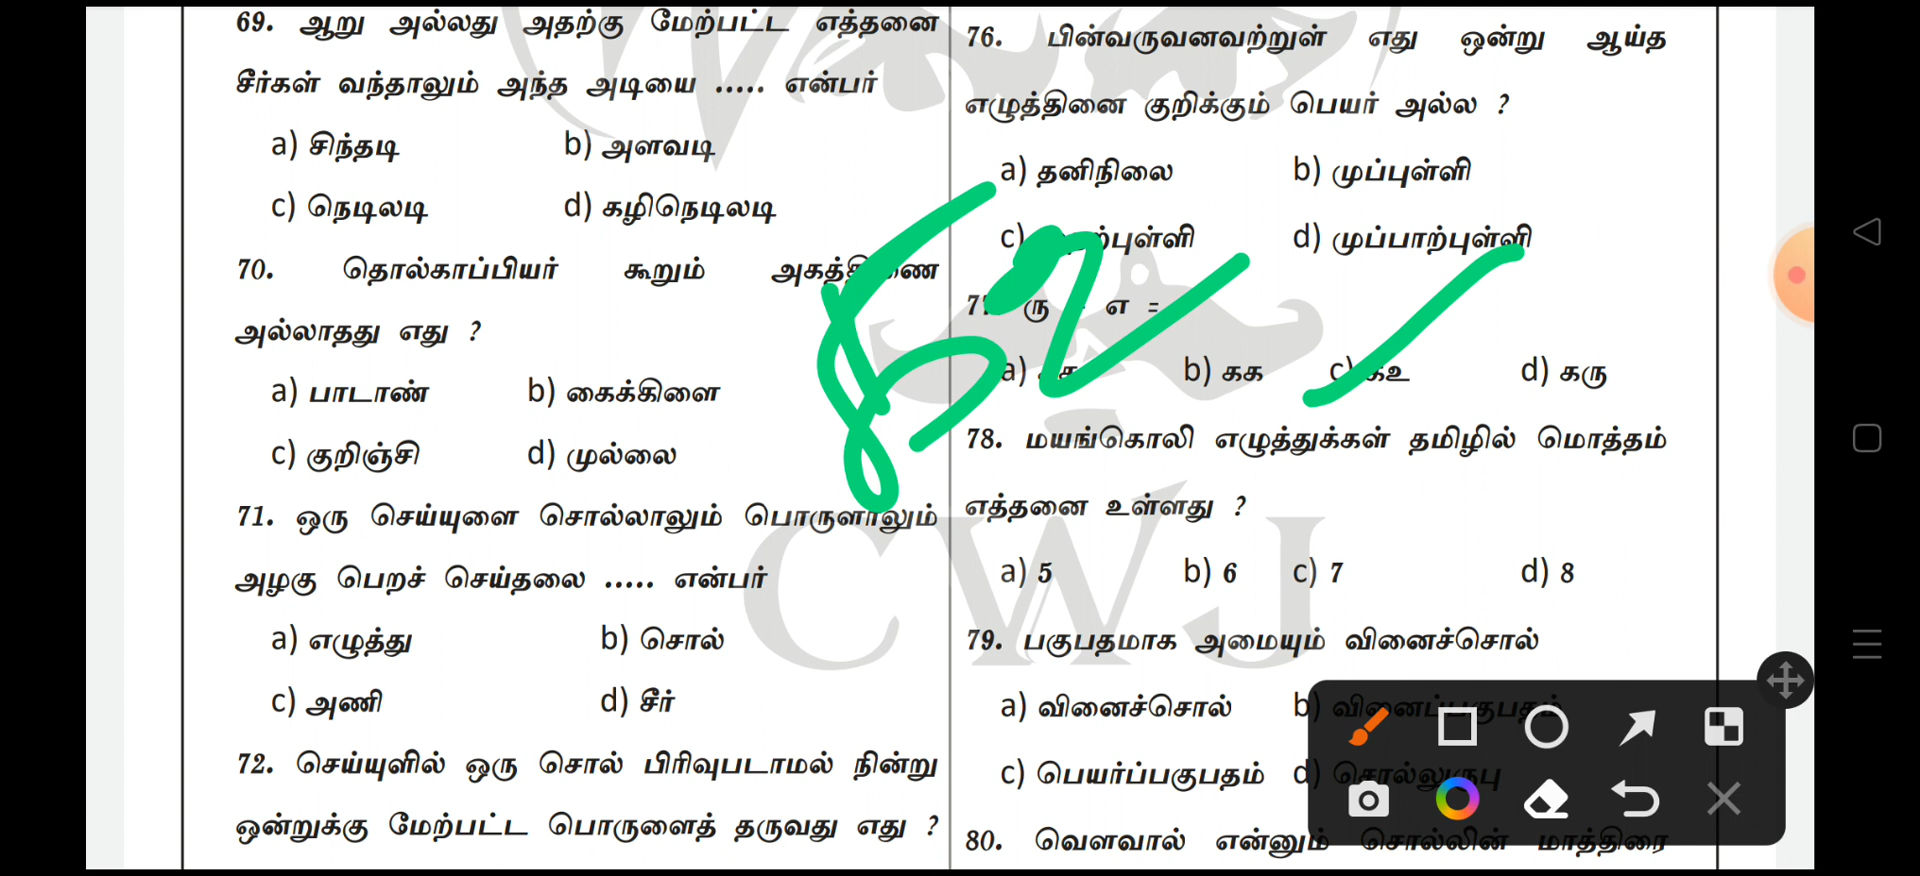 69. ஆறு அல்லது அதற்கு மேற்பட்ட எத்தனை
சீர்கள் வந்தாலும் அந்த அடியை ..... என்பர்
a) சிந்தடி b) அளவடி
c) நெடிலடி d) கழிநெடிலடி
70. தொல்காப்பியர் கூறும் அகத்திணை
அல்லாதது எது ?
a) பாடாண் b) கைக்கிளை
c) குறிஞ்சி d) முல்லை
71. ஒரு செய்யுளை சொல்லாலும் பொருளாலும்
அழகு பெறச் செய்தலை ..... என்பர்
a) எழுத்து b) சொல்
c) அணி d) சீர்
72. செய்யுளில் ஒரு சொல் பிரிவுபடாமல் நின்று
ஒன்றுக்கு மேற்பட்ட பொருளைத் தருவது எது ?
76. பின்வருவனவற்றுள் எது ஒன்று ஆய்த
எழுத்தினை குறிக்கும் பெயர் அல்ல ?
a) தனிநிலை b) முப்புள்ளி
c) d) முப்பாற்புள்ளி
ரு எ =
a) b) கக c) கஉ d) கரு
78. மயங்கொலி எழுத்துக்கள் தமிழில் மொத்தம்
எத்தனை உள்ளது ?
a) 5 b) 6 c) 7 d) 8
79. பகுபதமாக அமையும் வினைச்சொல்
a) வினைச்சொல் b) வினைப்பகுபதம்
c) பெயர்ப்பகுபதம் d) சொல்லுருபு
80. வௌவால் என்னும் சொல்லின் மாத்திரை
CWJ